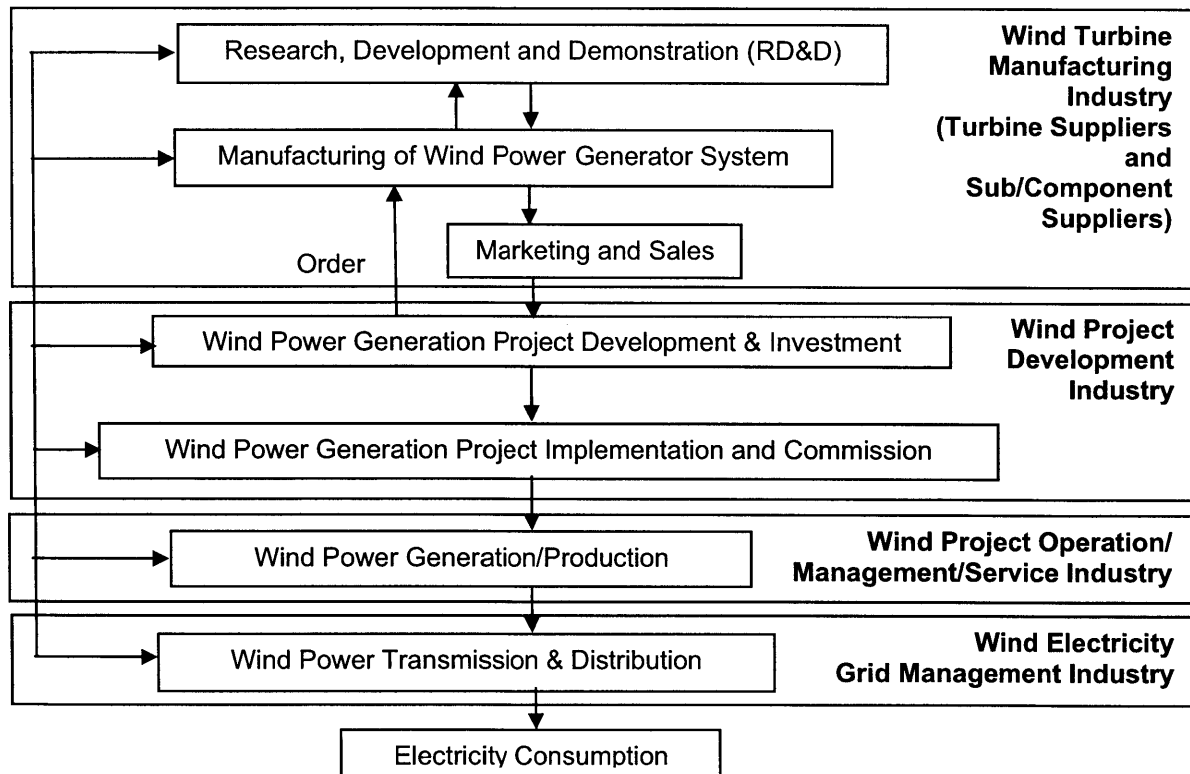 Research, Development and Demonstration (RD&D)
Wind Turbine
Manufacturing
Industry
(Turbine Suppliers
and
Sub/Component
Suppliers)
Manufacturing of Wind Power Generator System
Marketing and Sales
Order
Wind Power Generation Project Development & Investment
Wind Project
Development
Industry
Wind Power Generation Project Implementation and Commission
Wind Power Generation/Production
Wind Project Operation/
Management/Service Industry
Wind Power Transmission & Distribution
Wind Electricity
Grid Management Industry
Electricity Consumption